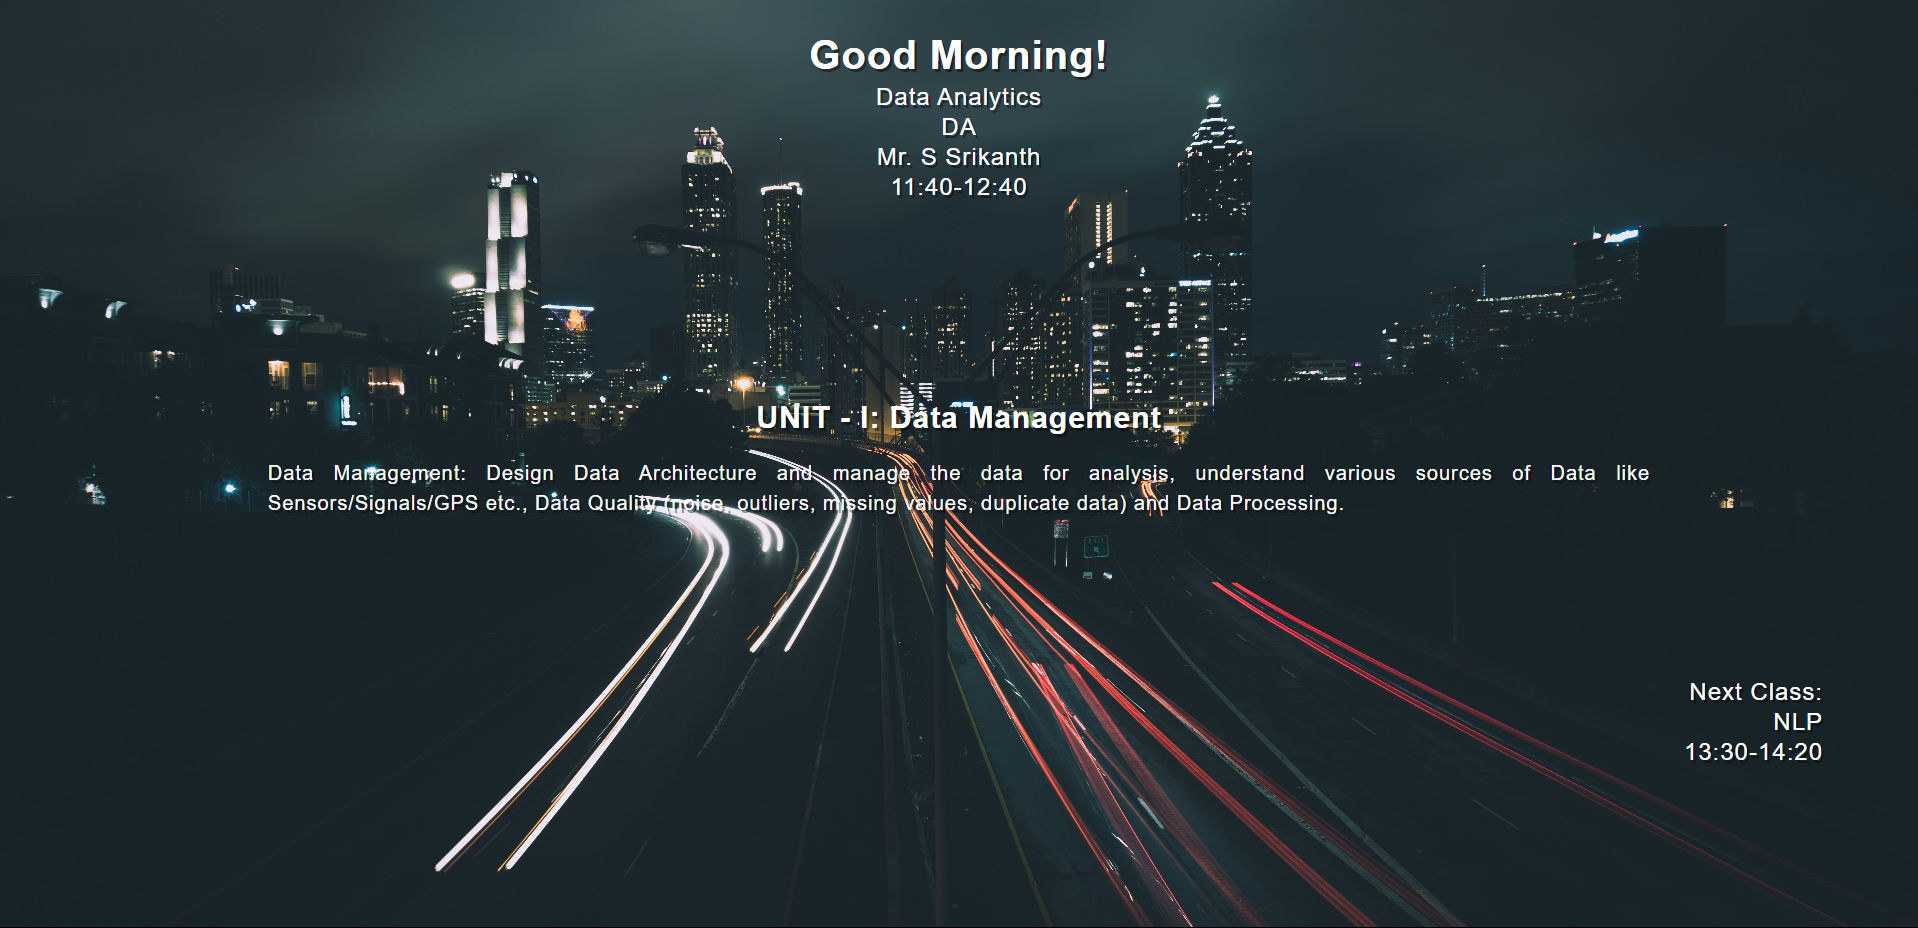 Good Morning!
Data Analytics
DA
Mr. S Srikanth
11:40-12:40
UNIT - I: Data Management
Data Management: Design Data Architecture and manage the data for analysis, understand various sources of Data like
Sensors/Signals/GPS etc., Data Quality (noise, outliers, missing values, duplicate data) and Data Processing.
EXIT
Next Class:
NLP
13:30-14:20